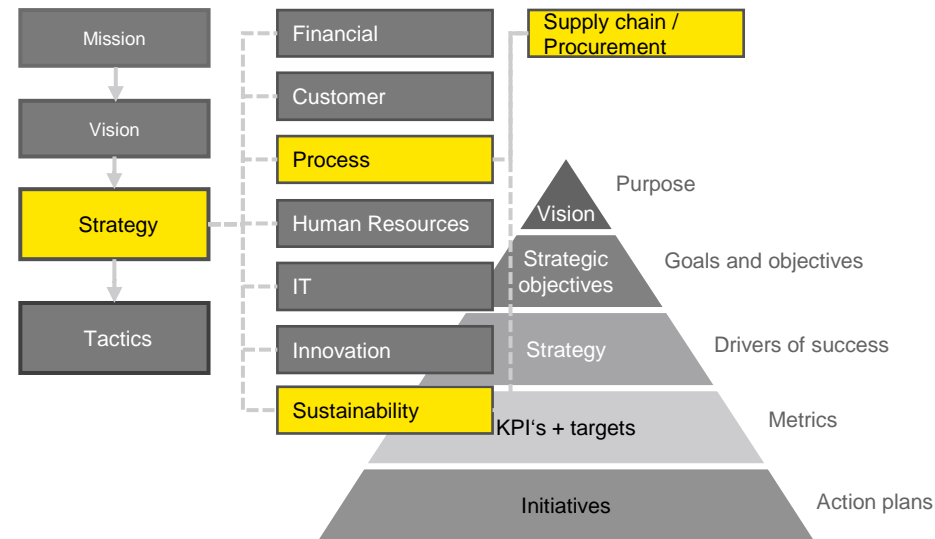 Mission
Vision
Strategy
Tactics
Financial
Customer
Process
Human Resources
IT
Innovation
Sustainability
Supply chain /
Procurement
Vision
Purpose
Strategic
objectives
Goals and objectives
Strategy
Drivers of success
KPI‘s + targets
Metrics
Initiatives
Action plans